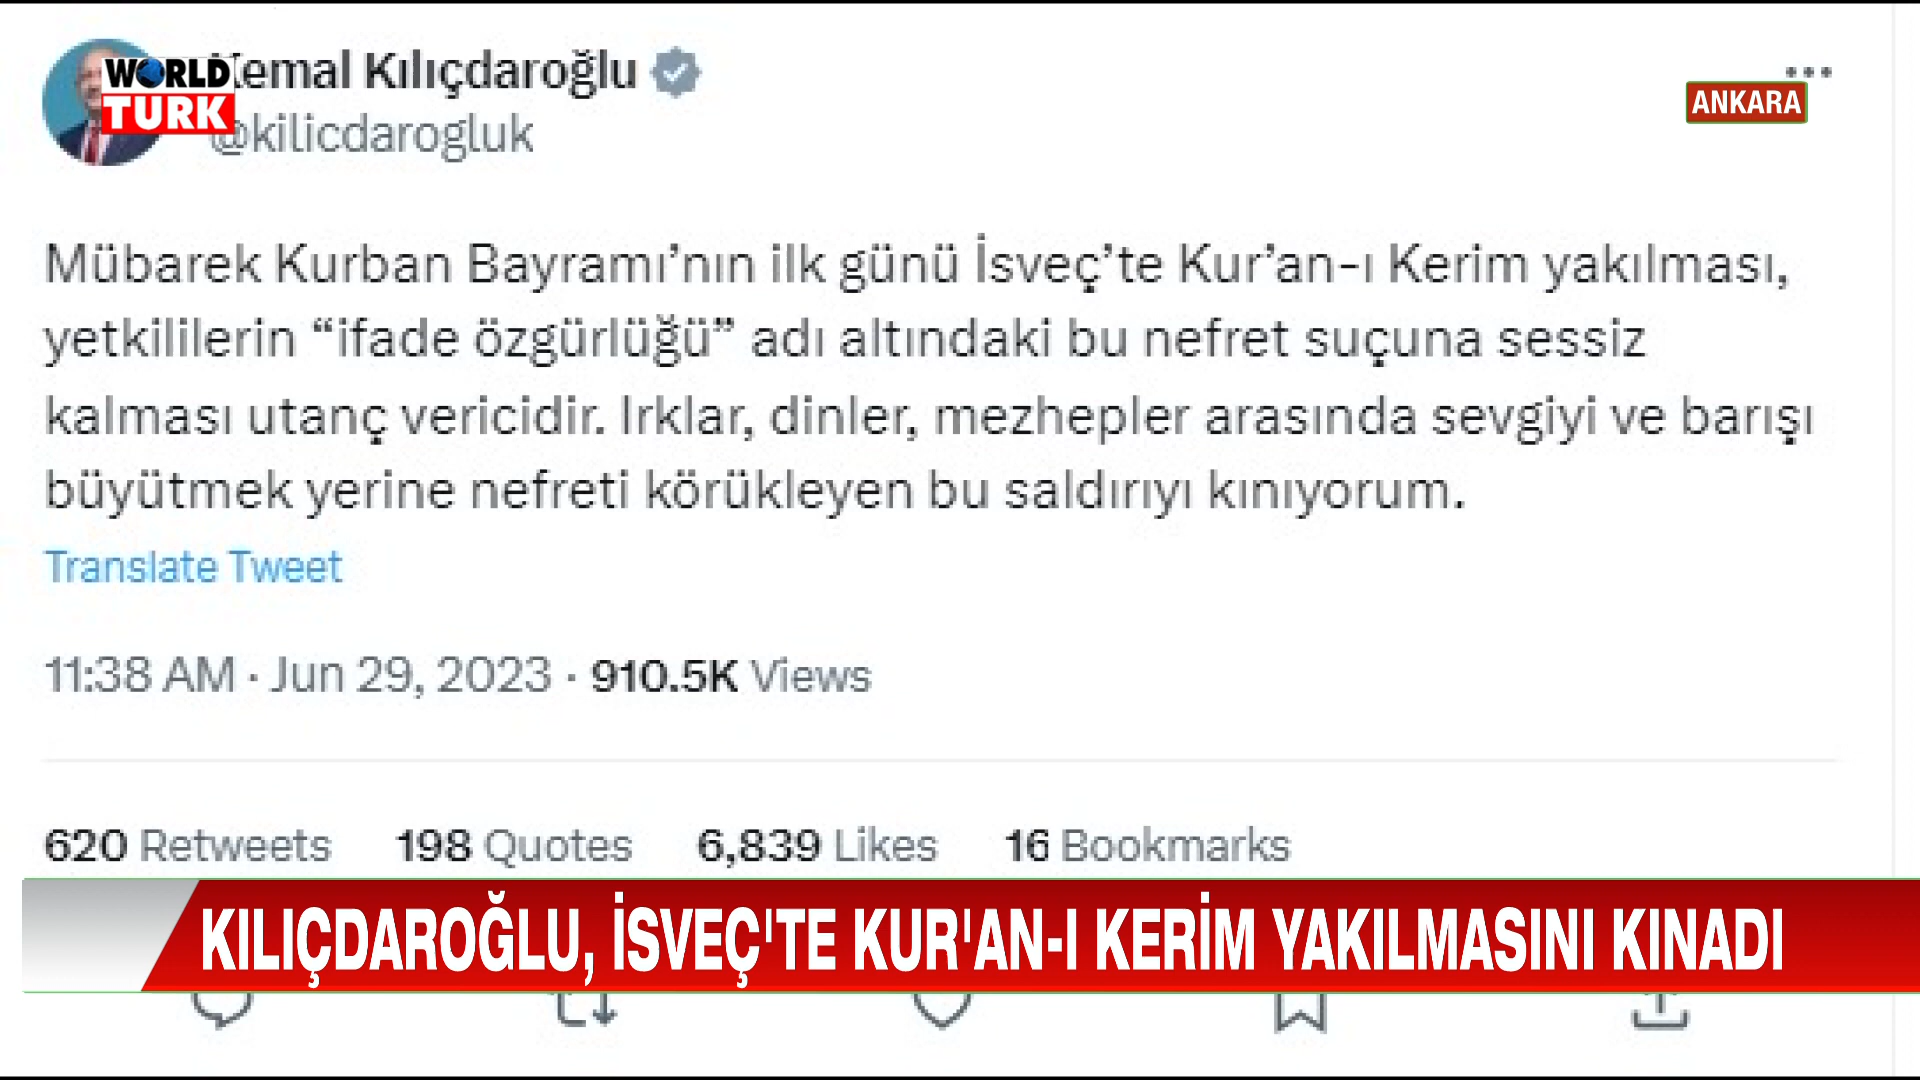 WORLD
TURK
Kemal Kılıçdaroğlu
@kilicdarogluk
ANKARA
Mübarek Kurban Bayramı’nın ilk günü İsveç’te Kur’an-ı Kerim yakılması,
yetkililerin “ifade özgürlüğü” adı altındaki bu nefret suçuna sessiz
kalması utanç vericidir. Irklar, dinler, mezhepler arasında sevgiyi ve barışı
büyütmek yerine nefreti körükleyen bu saldırıyı kınıyorum.
Translate Tweet
11:38 AM · Jun 29, 2023 · 910.5K Views
620 Retweets 198 Quotes 6,839 Likes 16 Bookmarks
KILIÇDAROĞLU, İSVEÇ'TE KUR'AN-I KERİM YAKILMASINI KINADI